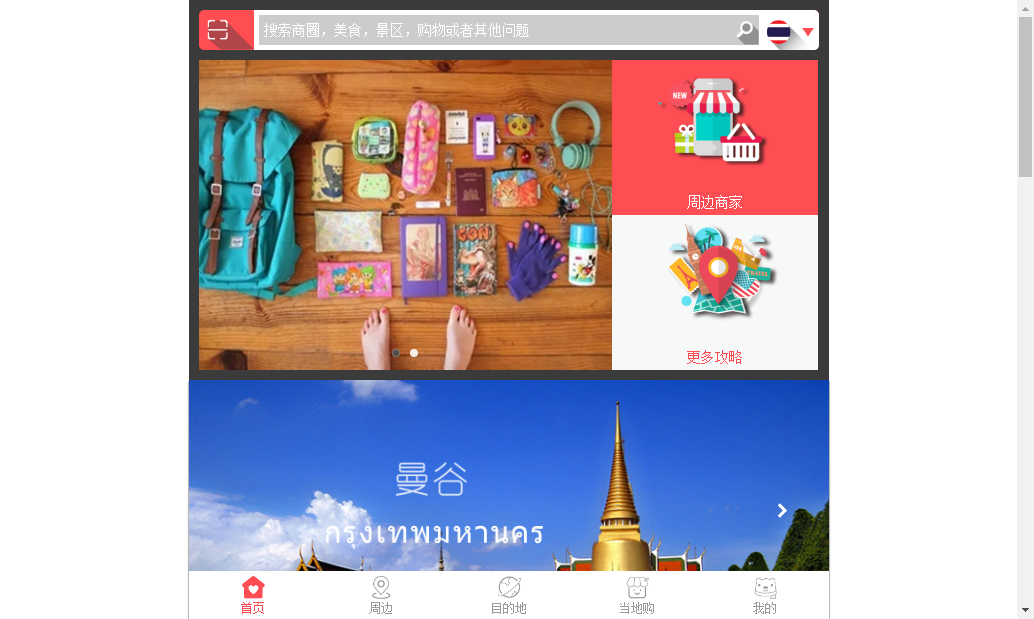 搜索商圈，美食，景区，购物或者其他问题
NEW
周边商家
更多攻略
曼谷
กรุงเทพมหานคร
首页
周边
目的地
当地购
我的